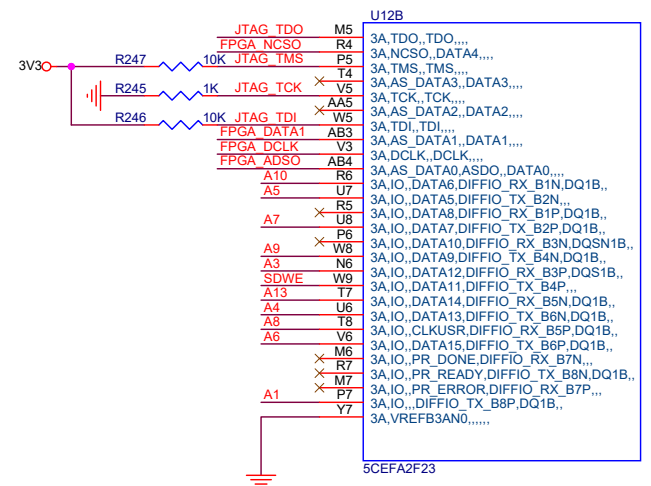 U12B
JTAG_TDO M5 3A,TDO,,TDO,,,,
FPGA_NCSO R4 3A,NCSO,,DATA4,,,,
3V3 R247 10K JTAG_TMS P5 3A,TMS,,TMS,,,,
T4 3A,AS_DATA3,,DATA3,,,,
R245 1K JTAG_TCK V5 3A,TCK,,TCK,,,,
AA5 3A,AS_DATA2,,DATA2,,,,
R246 10K JTAG_TDI W5 3A,TDI,,TDI,,,,
FPGA_DATA1 AB3 3A,AS_DATA1,,DATA1,,,,
FPGA_DCLK V3 3A,DCLK,,DCLK,,,,
FPGA_ADSO AB4 3A,AS_DATA0,ASDO,,DATA0,,,,
A10 R6 3A,IO,,DATA6,DIFFIO_RX_B1N,DQ1B,,
A5 U7 3A,IO,,DATA5,DIFFIO_TX_B2N,,,
R5 3A,IO,,DATA8,DIFFIO_RX_B1P,DQ1B,,
A7 U8 3A,IO,,DATA7,DIFFIO_TX_B2P,DQ1B,,
P6 3A,IO,,DATA10,DIFFIO_RX_B3N,DQSN1B,,
A9 W8 3A,IO,,DATA9,DIFFIO_TX_B4N,DQ1B,,
A3 N6 3A,IO,,DATA12,DIFFIO_RX_B3P,DQS1B,,
SDWE W9 3A,IO,,DATA11,DIFFIO_TX_B4P,,,
A13 T7 3A,IO,,DATA14,DIFFIO_RX_B5N,DQ1B,,
A4 U6 3A,IO,,DATA13,DIFFIO_TX_B6N,DQ1B,,
A8 T8 3A,IO,,CLKUSR,DIFFIO_RX_B5P,DQ1B,,
A6 V6 3A,IO,,DATA15,DIFFIO_TX_B6P,DQ1B,,
M6 3A,IO,,PR_DONE,DIFFIO_RX_B7N,,,
R7 3A,IO,,PR_READY,DIFFIO_TX_B8N,DQ1B,,
M7 3A,IO,,PR_ERROR,DIFFIO_RX_B7P,,,
A1 P7 3A,IO,,,DIFFIO_TX_B8P,DQ1B,,
Y7 3A,VREFB3AN0,,,,,,
5CEFA2F23